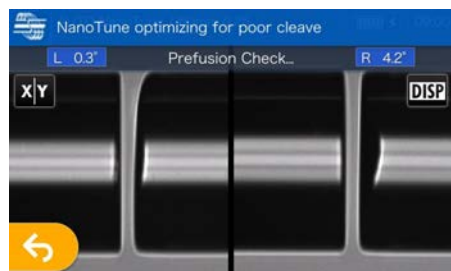 NanoTune optimizing for poor cleave
L 0.3° Prefusion Check... R 4.2°
X|Y DISP